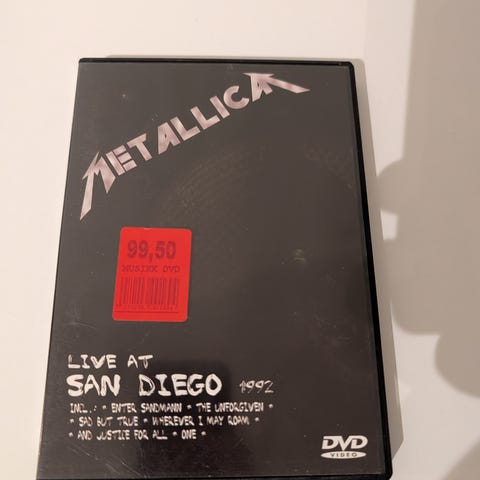 METALLICA
99,50
MUSIKK DVD
LIVE AT
SAN DIEGO 1992
INCL.: * ENTER SANDMANN * THE UNFORGIVEN *
* SAD BUT TRUE * WHEREVER I MAY ROAM *
* AND JUSTICE FOR ALL * ONE *
DVD
VIDEO